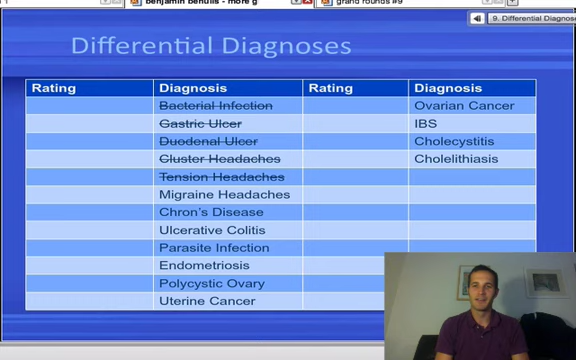 benjamin benulis - more g
grand rounds #9
9. Differential Diagnose
Differential Diagnoses
Rating Diagnosis Rating Diagnosis
Bacterial Infection Ovarian Cancer
Gastric Ulcer IBS
Duodenal Ulcer Cholecystitis
Cluster Headaches Cholelithiasis
Tension Headaches
Migraine Headaches
Chron's Disease
Ulcerative Colitis
Parasite Infection
Endometriosis
Polycystic Ovary
Uterine Cancer